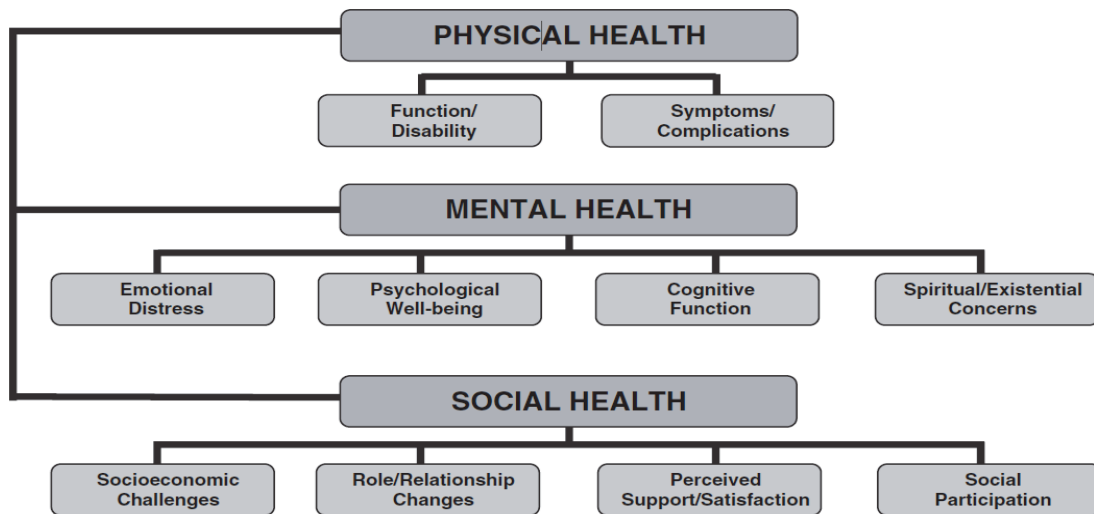 PHYSICAL HEALTH
Function/
Disability
Symptoms/
Complications
MENTAL HEALTH
Emotional
Distress
Psychological
Well-being
Cognitive
Function
Spiritual/Existential
Concerns
SOCIAL HEALTH
Socioeconomic
Challenges
Role/Relationship
Changes
Perceived
Support/Satisfaction
Social
Participation